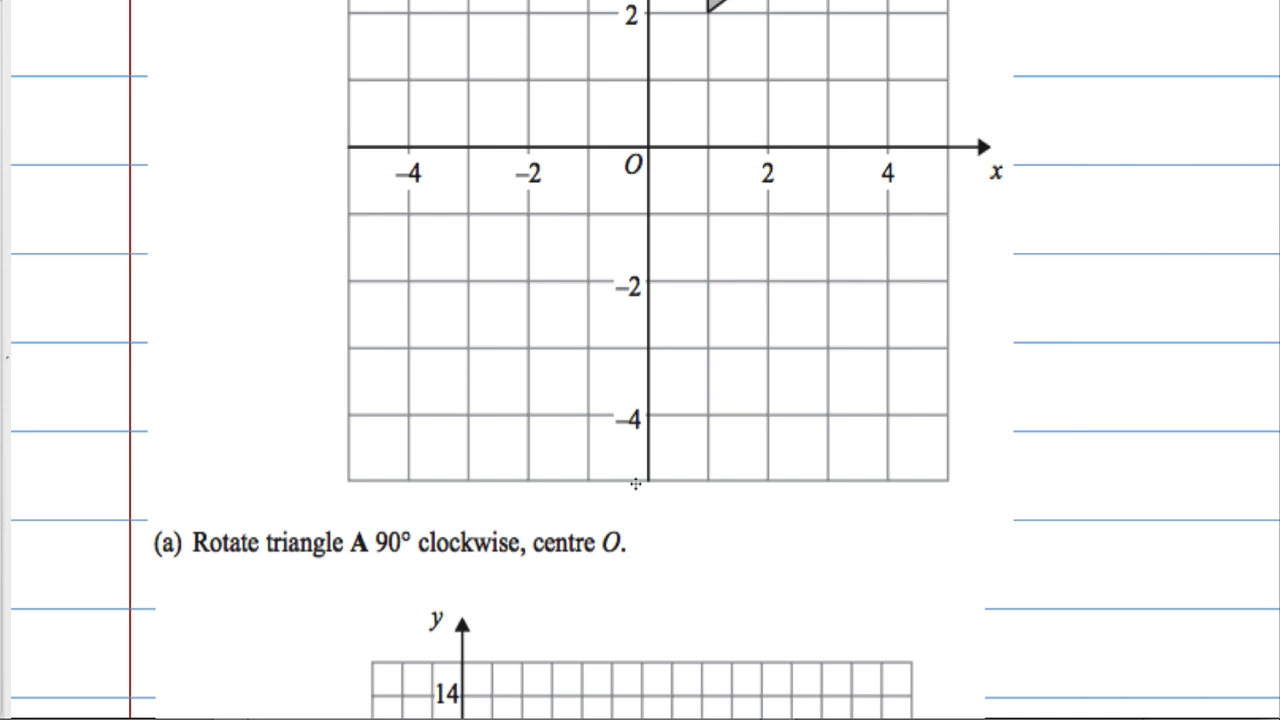 2
O
–4 –2 2 4 x
–2
–4
(a) Rotate triangle A 90° clockwise, centre O.
y
14